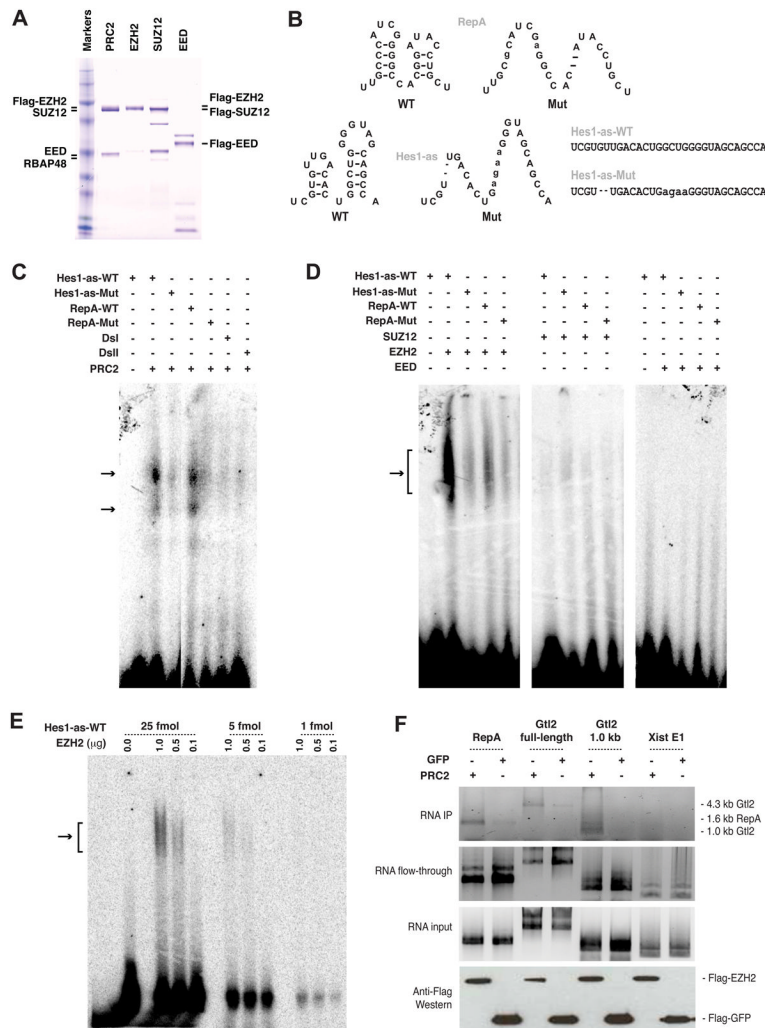 A
Markers
PRC2
EZH2
SUZ12
EED
Flag-EZH2
SUZ12
EED
RBAP48
Flag-EZH2
Flag-SUZ12
Flag-EED
B
RepA
WT
Mut
Hes1-as
WT
Mut
Hes1-as-WT
UCGUGUUGACACUGGCUGGGGUAGCAGCCA
Hes1-as-Mut
UCGU--UGACACUGagaaGGGUAGCAGCCA
C
Hes1-as-WT + + - - - - -
Hes1-as-Mut - - + - - - -
RepA-WT - - - + - - -
RepA-Mut - - - - + - -
DsI - - - - - + -
DsII - - - - - - +
PRC2 - + + + + + +
D
Hes1-as-WT + + - - - + - - - + + - - -
Hes1-as-Mut - - + - - - + - - - - + - -
RepA-WT - - - + - - - + - - - - + -
RepA-Mut - - - - + - - - + - - - - +
SUZ12 - - - - - + + + + - - - - -
EZH2 - + + + + - - - - - - - - -
EED - - - - - - - - - - + + + +
E
Hes1-as-WT 25 fmol 5 fmol 1 fmol
EZH2 (µg) 0.0 1.0 0.5 0.1 1.0 0.5 0.1 1.0 0.5 0.1
F
RepA
Gtl2 full-length
Gtl2 1.0 kb
Xist E1
GFP - + - + - + - +
PRC2 + - + - + - + -
RNA IP
- 4.3 kb Gtl2
- 1.6 kb RepA
- 1.0 kb Gtl2
RNA flow-through
RNA input
Anti-Flag
Western
- Flag-EZH2
- Flag-GFP